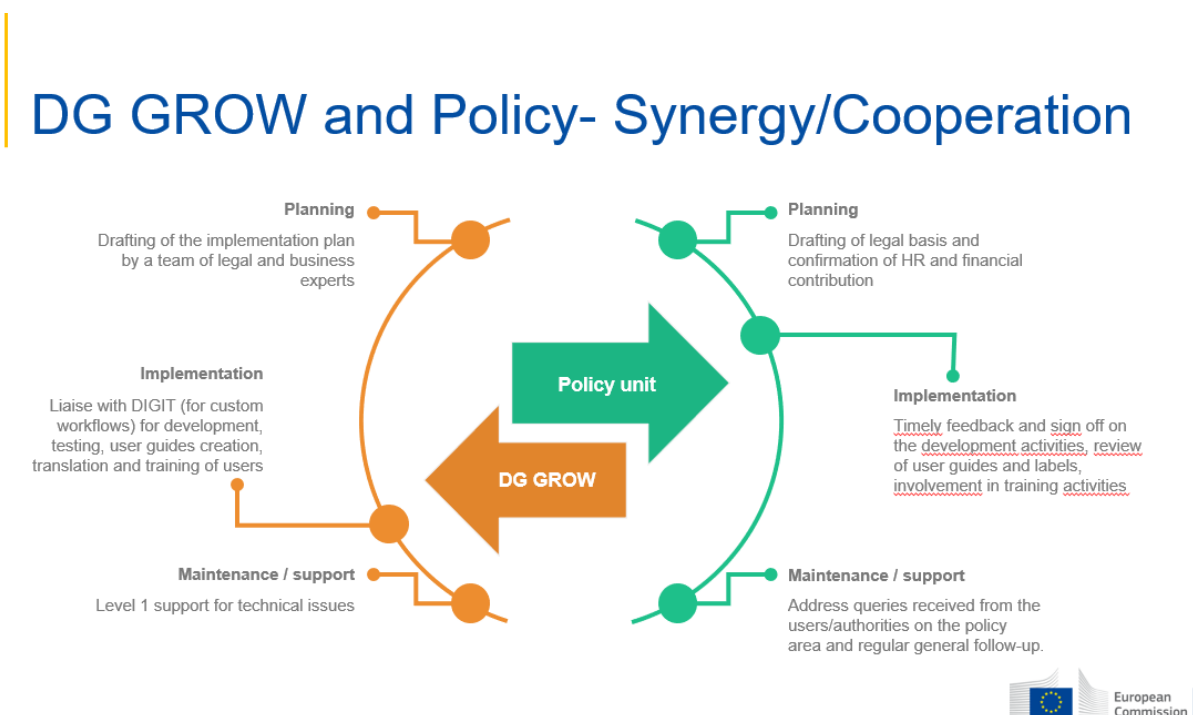 DG GROW and Policy- Synergy/Cooperation
Planning
Drafting of the implementation plan
by a team of legal and business
experts
Implementation
Liaise with DIGIT (for custom
workflows) for development,
testing, user guides creation,
translation and training of users
Maintenance / support
Level 1 support for technical issues
Policy unit
DG GROW
Planning
Drafting of legal basis and
confirmation of HR and financial
contribution
Implementation
Timely feedback and sign off on
the development activities, review
of user guides and labels,
involvement in training activities
Maintenance / support
Address queries received from the
users/authorities on the policy
area and regular general follow-up.
European
Commission